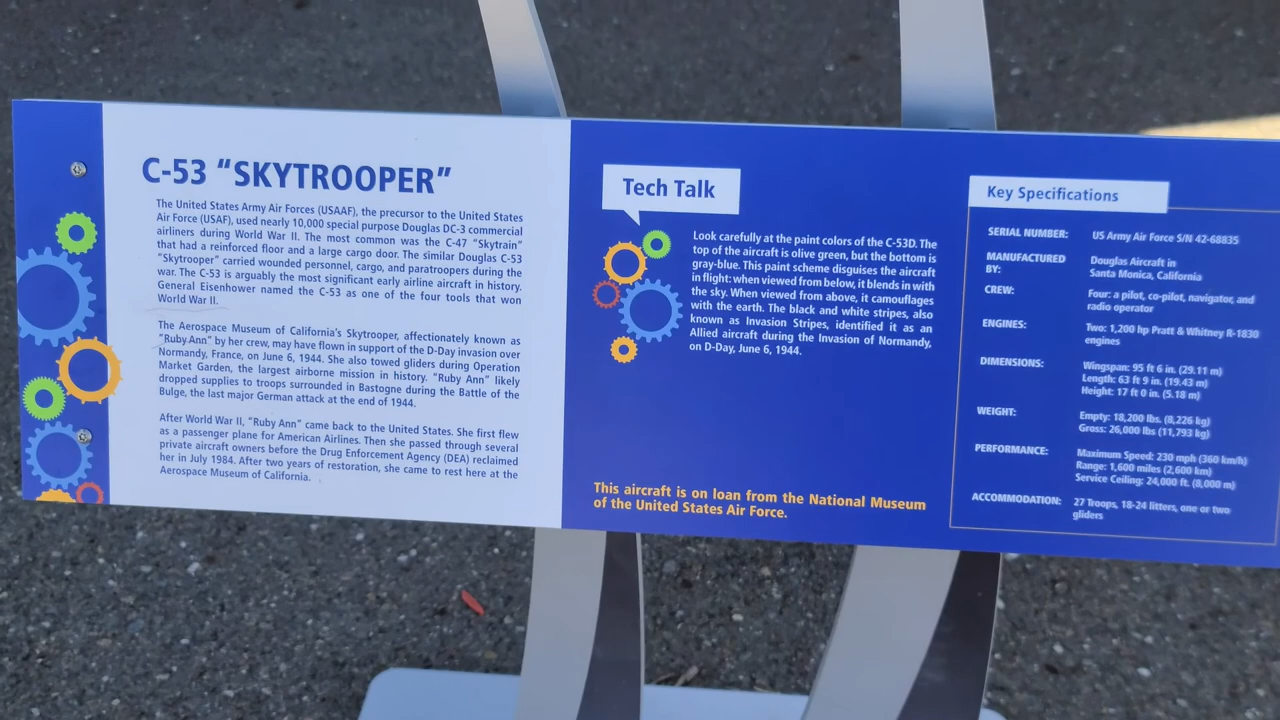 C-53 “SKYTROOPER”
The United States Army Air Forces (USAAF), the precursor to the United States
Air Force (USAF), used nearly 10,000 special purpose Douglas DC-3 commercial
airliners during World War II. The most common was the C-47 “Skytrain”
that had a reinforced floor and a large cargo door. The similar Douglas C-53
“Skytrooper” carried wounded personnel, cargo, and paratroopers during the
war. The C-53 is arguably the most significant early airline aircraft in history.
General Eisenhower named the C-53 as one of the four tools that won
World War II.
The Aerospace Museum of California’s Skytrooper, affectionately known as
“Ruby Ann” by her crew, may have flown in support of the D-Day invasion over
Normandy, France, on June 6, 1944. She also towed gliders during Operation
Market Garden, the largest airborne mission in history. “Ruby Ann” likely
dropped supplies to troops surrounded in Bastogne during the Battle of the
Bulge, the last major German attack at the end of 1944.
After World War II, “Ruby Ann” came back to the United States. She first flew
as a passenger plane for American Airlines. Then she passed through several
private aircraft owners before the Drug Enforcement Agency (DEA) reclaimed
her in July 1984. After two years of restoration, she came to rest here at the
Aerospace Museum of California.
Tech Talk
Look carefully at the paint colors of the C-53D. The
top of the aircraft is olive green, but the bottom is
gray-blue. This paint scheme disguises the aircraft
in flight: when viewed from below, it blends in with
the sky. When viewed from above, it camouflages
with the earth. The black and white stripes, also
known as Invasion Stripes, identified it as an
Allied aircraft during the Invasion of Normandy,
on D-Day, June 6, 1944.
This aircraft is on loan from the National Museum
of the United States Air Force.
Key Specifications
SERIAL NUMBER: US Army Air Force S/N 42-68835
MANUFACTURED BY: Douglas Aircraft in
Santa Monica, California
CREW: Four: a pilot, co-pilot, navigator, and
radio operator
ENGINES: Two: 1,200 hp Pratt & Whitney R-1830
engines
DIMENSIONS: Wingspan: 95 ft 6 in. (29.11 m)
Length: 63 ft 9 in. (19.43 m)
Height: 17 ft 0 in. (5.18 m)
WEIGHT: Empty: 18,200 lbs. (8,226 kg)
Gross: 26,000 lbs (11,793 kg)
PERFORMANCE: Maximum Speed: 230 mph (360 km/h)
Range: 1,600 miles (2,600 km)
Service Ceiling: 24,000 ft. (8,000 m)
ACCOMMODATION: 27 Troops, 18-24 litters, one or two
gliders